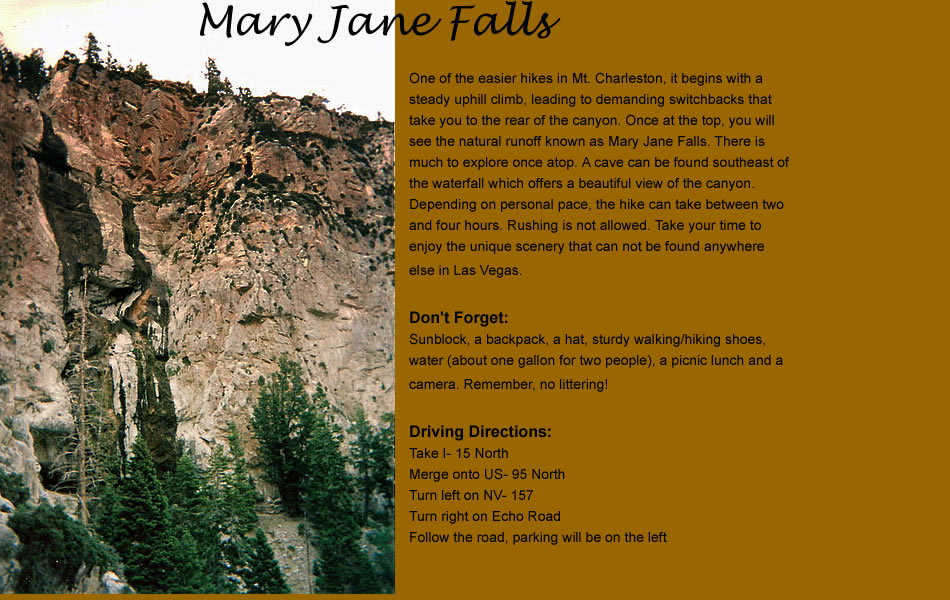 Mary Jane Falls
One of the easier hikes in Mt. Charleston, it begins with a
steady uphill climb, leading to demanding switchbacks that
take you to the rear of the canyon. Once at the top, you will
see the natural runoff known as Mary Jane Falls. There is
much to explore once atop. A cave can be found southeast of
the waterfall which offers a beautiful view of the canyon.
Depending on personal pace, the hike can take between two
and four hours. Rushing is not allowed. Take your time to
enjoy the unique scenery that can not be found anywhere
else in Las Vegas.
Don't Forget:
Sunblock, a backpack, a hat, sturdy walking/hiking shoes,
water (about one gallon for two people), a picnic lunch and a
camera. Remember, no littering!
Driving Directions:
Take I- 15 North
Merge onto US- 95 North
Turn left on NV- 157
Turn right on Echo Road
Follow the road, parking will be on the left